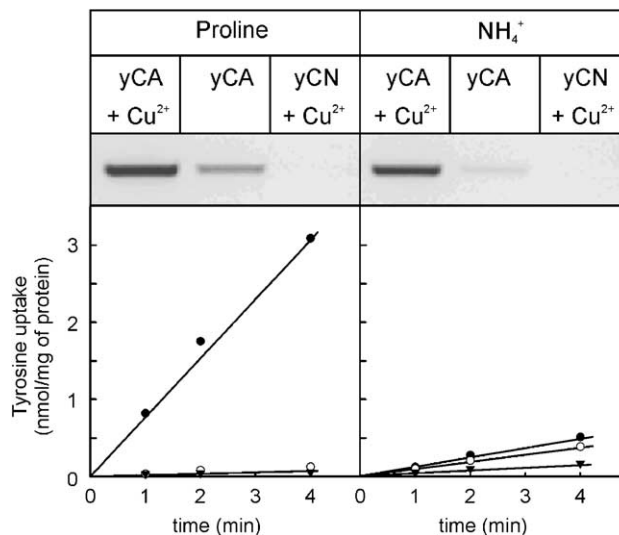 Proline NH₄⁺
yCA yCA yCN yCA yCA yCN
+ Cu²⁺ + Cu²⁺ + Cu²⁺ + Cu²⁺
3
2
1
0
Tyrosine uptake
(nmol/mg of protein)
0 1 2 3 4 0 1 2 3 4
time (min) time (min)